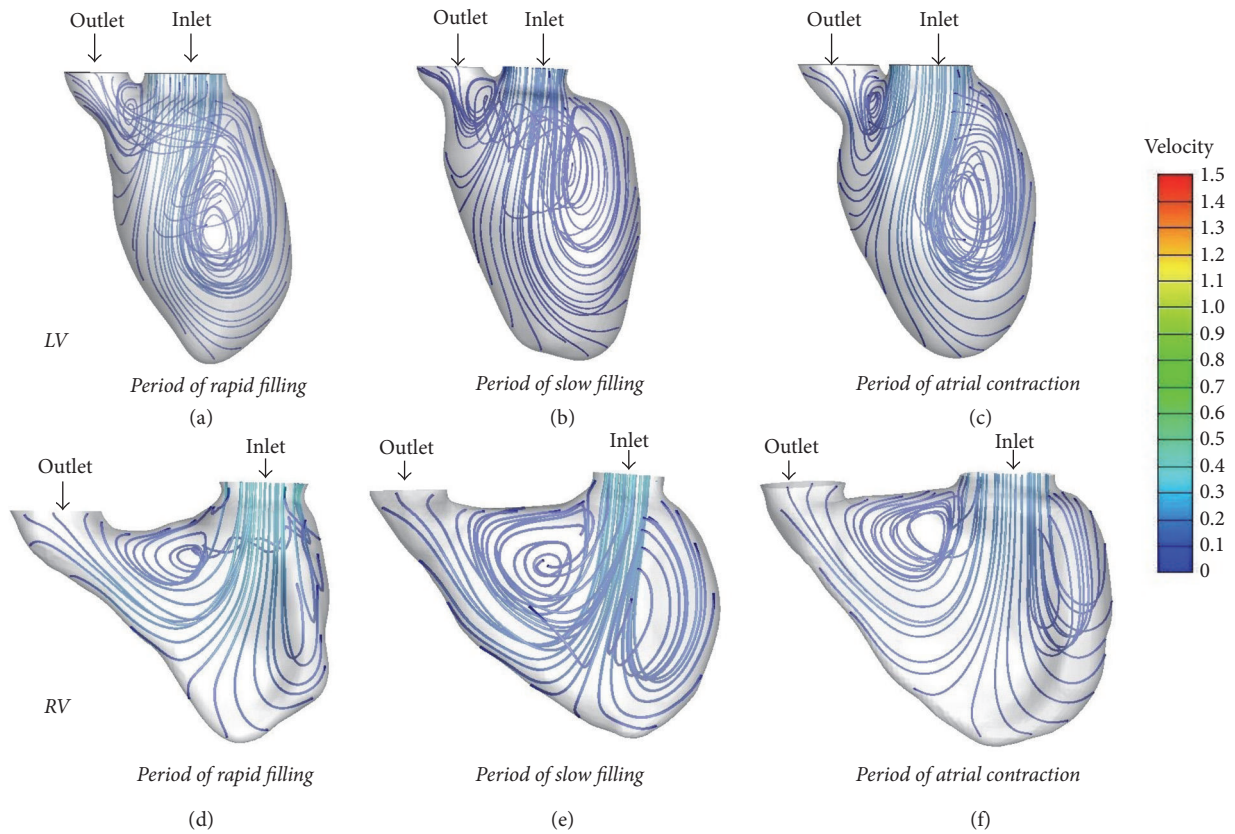 Outlet Inlet
Outlet Inlet
Outlet Inlet
LV
Period of rapid filling
Period of slow filling
Period of atrial contraction
(a)
(b)
(c)
Outlet Inlet
Outlet Inlet
Outlet Inlet
RV
Period of rapid filling
Period of slow filling
Period of atrial contraction
(d)
(e)
(f)
Velocity
1.5
1.4
1.3
1.2
1.1
1.0
0.9
0.8
0.7
0.6
0.5
0.4
0.3
0.2
0.1
0